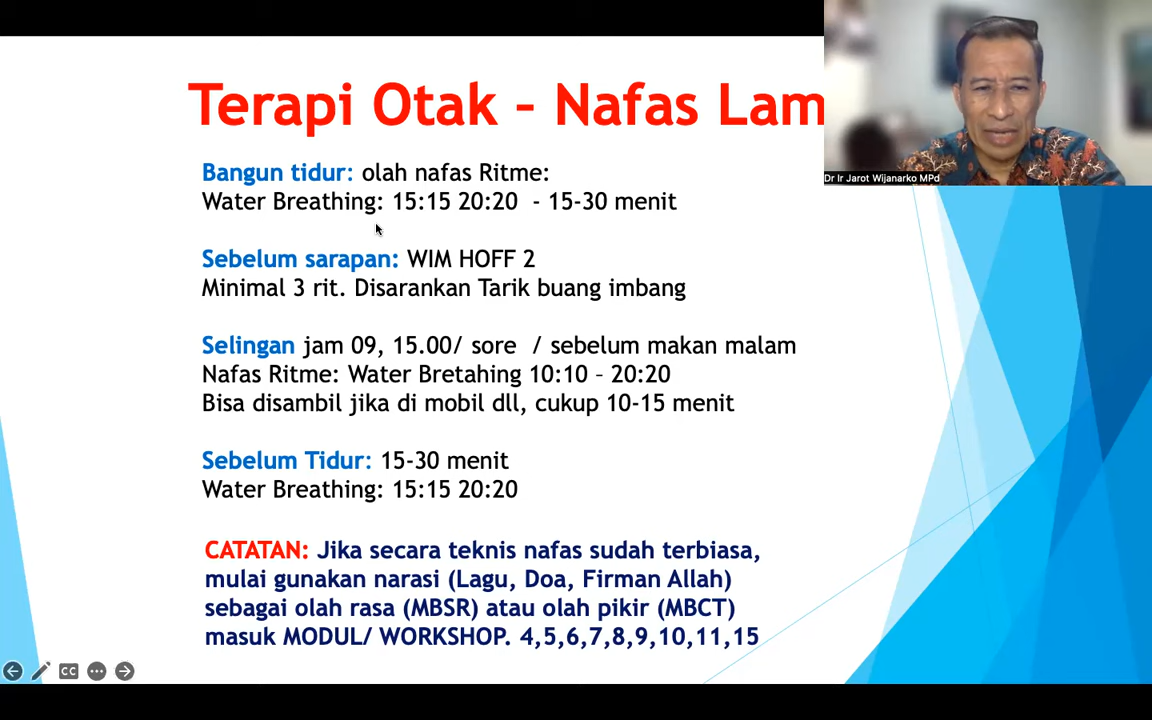 Terapi Otak – Nafas Lam
Dr Ir Jarot Wijanarko MPd
Bangun tidur: olah nafas Ritme:
Water Breathing: 15:15 20:20 - 15-30 menit
Sebelum sarapan: WIM HOFF 2
Minimal 3 rit. Disarankan Tarik buang imbang
Selingan jam 09, 15.00/ sore / sebelum makan malam
Nafas Ritme: Water Bretahing 10:10 – 20:20
Bisa disambil jika di mobil dll, cukup 10-15 menit
Sebelum Tidur: 15-30 menit
Water Breathing: 15:15 20:20
CATATAN: Jika secara teknis nafas sudah terbiasa,
mulai gunakan narasi (Lagu, Doa, Firman Allah)
sebagai olah rasa (MBSR) atau olah pikir (MBCT)
masuk MODUL/ WORKSHOP. 4,5,6,7,8,9,10,11,15
CC